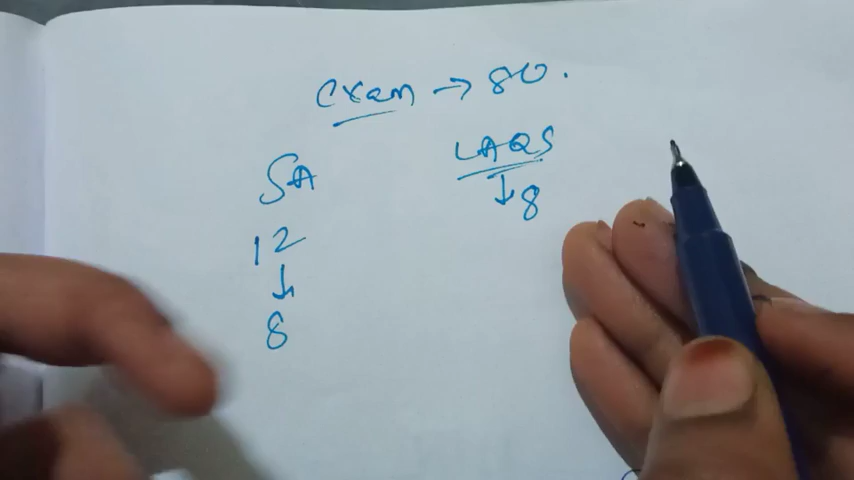 exam → 80.
SA
LAQS
↓ 8
12
↓
8